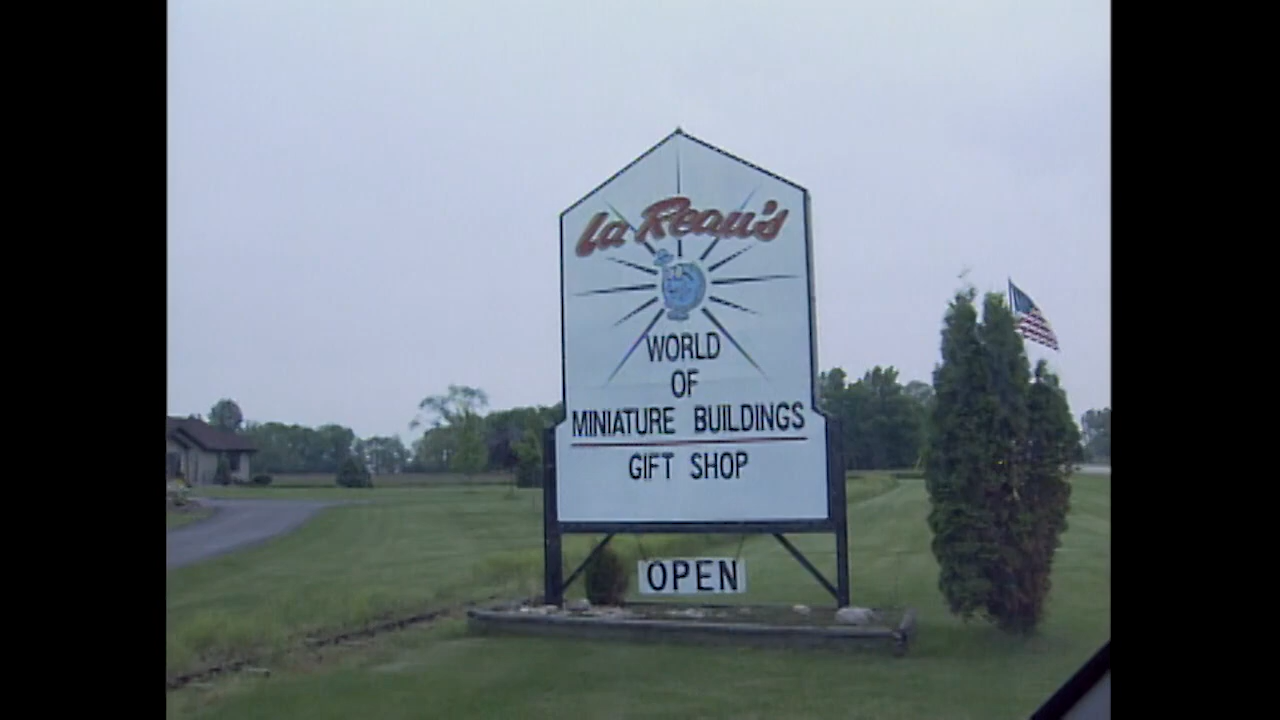 La Reau's
WORLD
OF
MINIATURE BUILDINGS
GIFT SHOP
OPEN